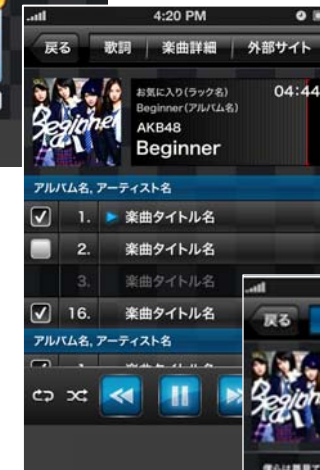 4:20 PM
戻る 歌詞 楽曲詳細 外部サイト
Beginner
お気に入り(ラック名) 04:44
Beginner(アルバム名)
AKB48
Beginner
アルバム名, アーティスト名
1. 楽曲タイトル名
2. 楽曲タイトル名
3. 楽曲タイトル名
16. 楽曲タイトル名
アルバム名, アーティスト名
戻る
Beginn